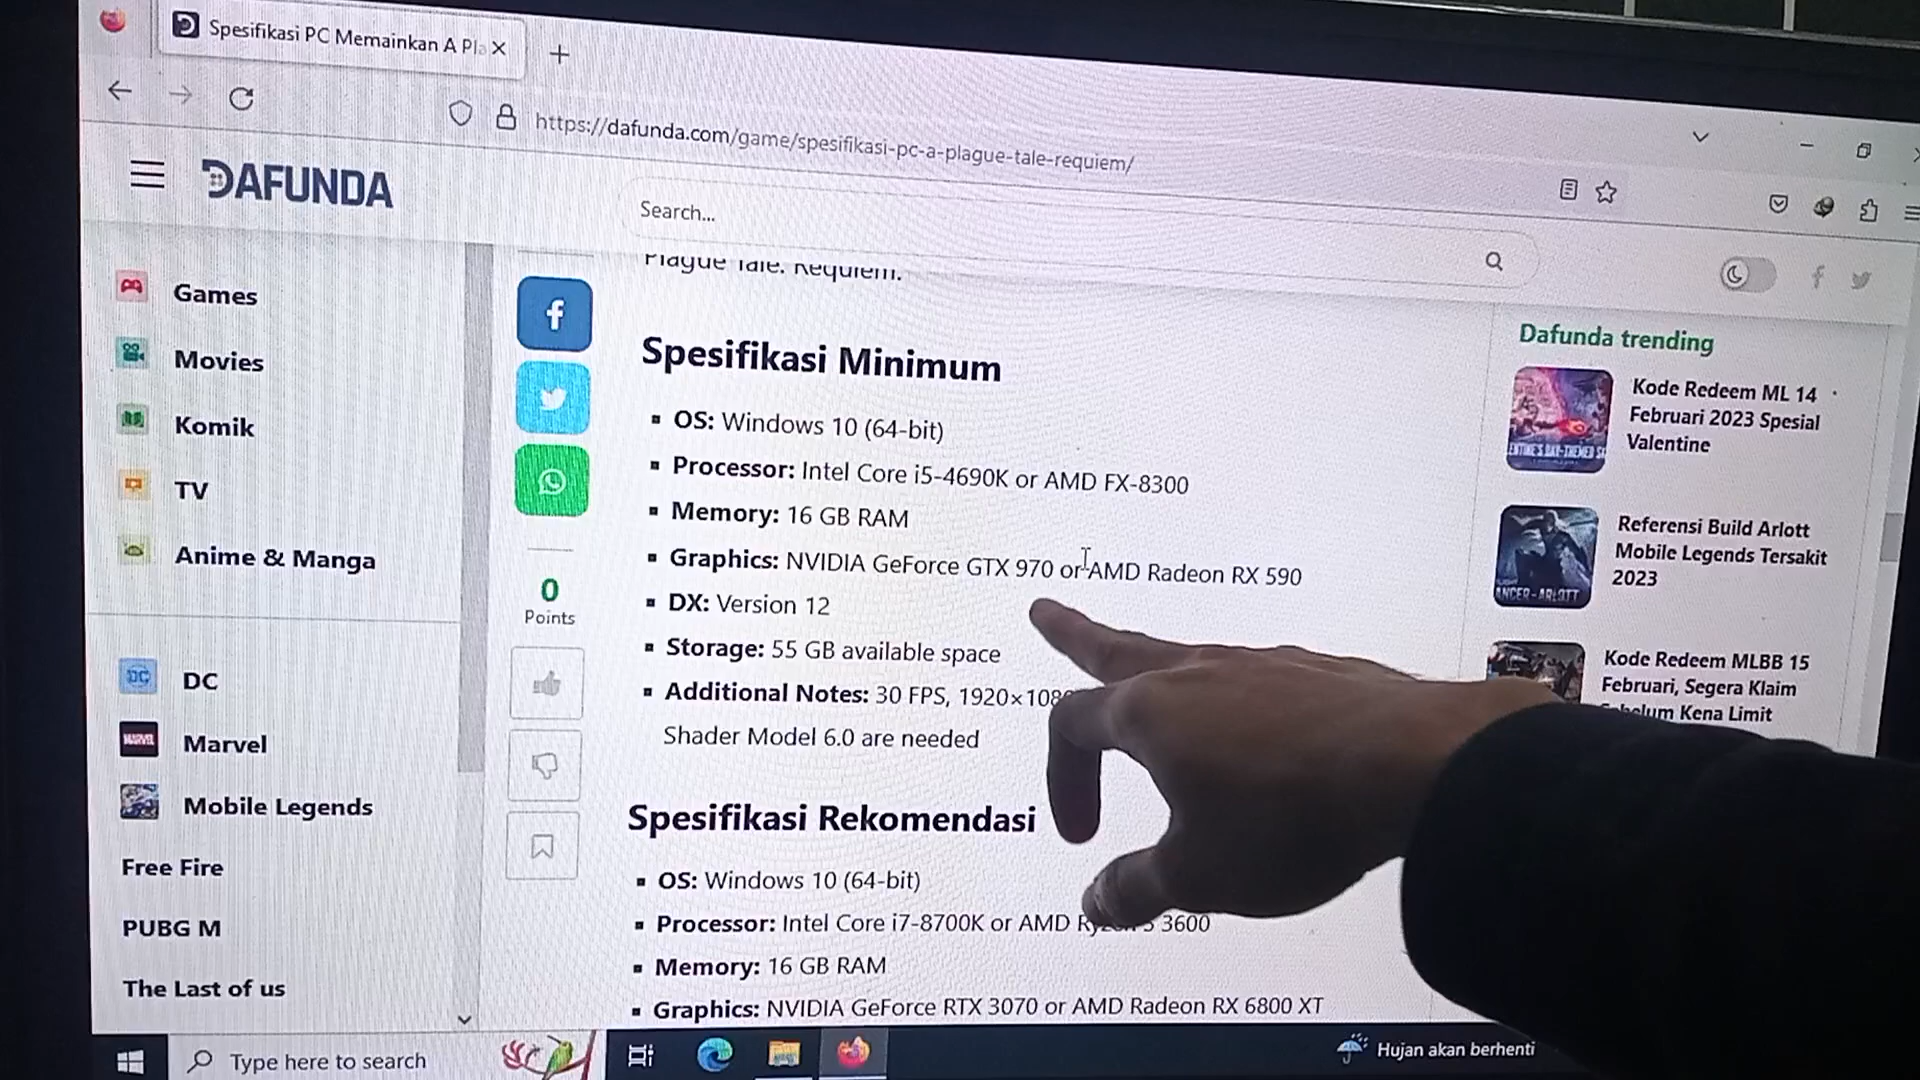 Spesifikasi PC Memainkan A Pla
https://dafunda.com/game/spesifikasi-pc-a-plague-tale-requiem/
DAFUNDA
Search...
Games
Movies
Komik
TV
Anime & Manga
DC
Marvel
Mobile Legends
Free Fire
PUBG M
The Last of us
0
Points
Plague Tale: Requiem.
Spesifikasi Minimum
OS: Windows 10 (64-bit)
Processor: Intel Core i5-4690K or AMD FX-8300
Memory: 16 GB RAM
Graphics: NVIDIA GeForce GTX 970 or AMD Radeon RX 590
DX: Version 12
Storage: 55 GB available space
Additional Notes: 30 FPS, 1920×108
Shader Model 6.0 are needed
Spesifikasi Rekomendasi
OS: Windows 10 (64-bit)
Processor: Intel Core i7-8700K or AMD Ryzen 5 3600
Memory: 16 GB RAM
Graphics: NVIDIA GeForce RTX 3070 or AMD Radeon RX 6800 XT
Dafunda trending
Kode Redeem ML 14
Februari 2023 Spesial
Valentine
Referensi Build Arlott
Mobile Legends Tersakit
2023
Kode Redeem MLBB 15
Februari, Segera Klaim
Sebelum Kena Limit
Type here to search
Hujan akan berhenti